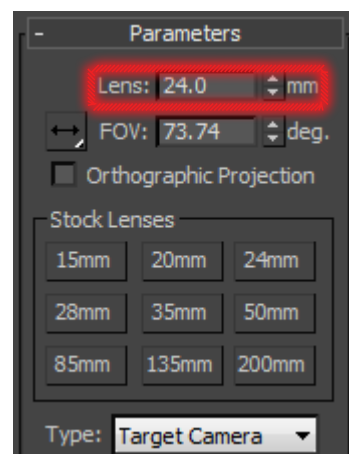 - Parameters
Lens: 24.0 mm
FOV: 73.74 deg.
Orthographic Projection
Stock Lenses
15mm 20mm 24mm
28mm 35mm 50mm
85mm 135mm 200mm
Type: Target Camera